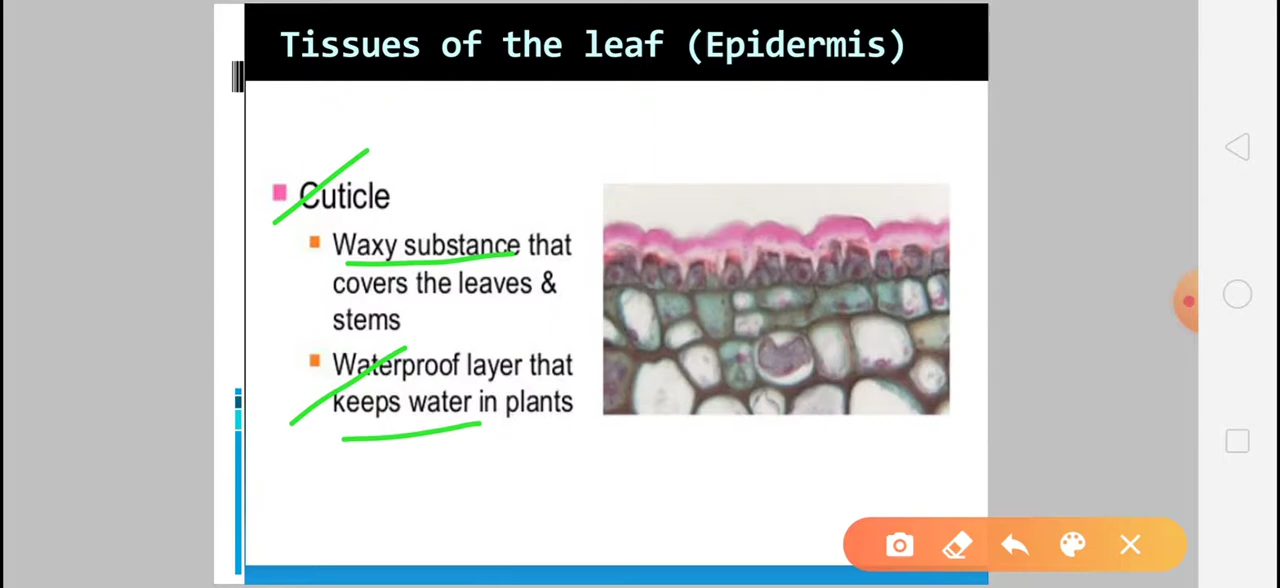 Tissues of the leaf (Epidermis)
Cuticle
Waxy substance that
covers the leaves &
stems
Waterproof layer that
keeps water in plants